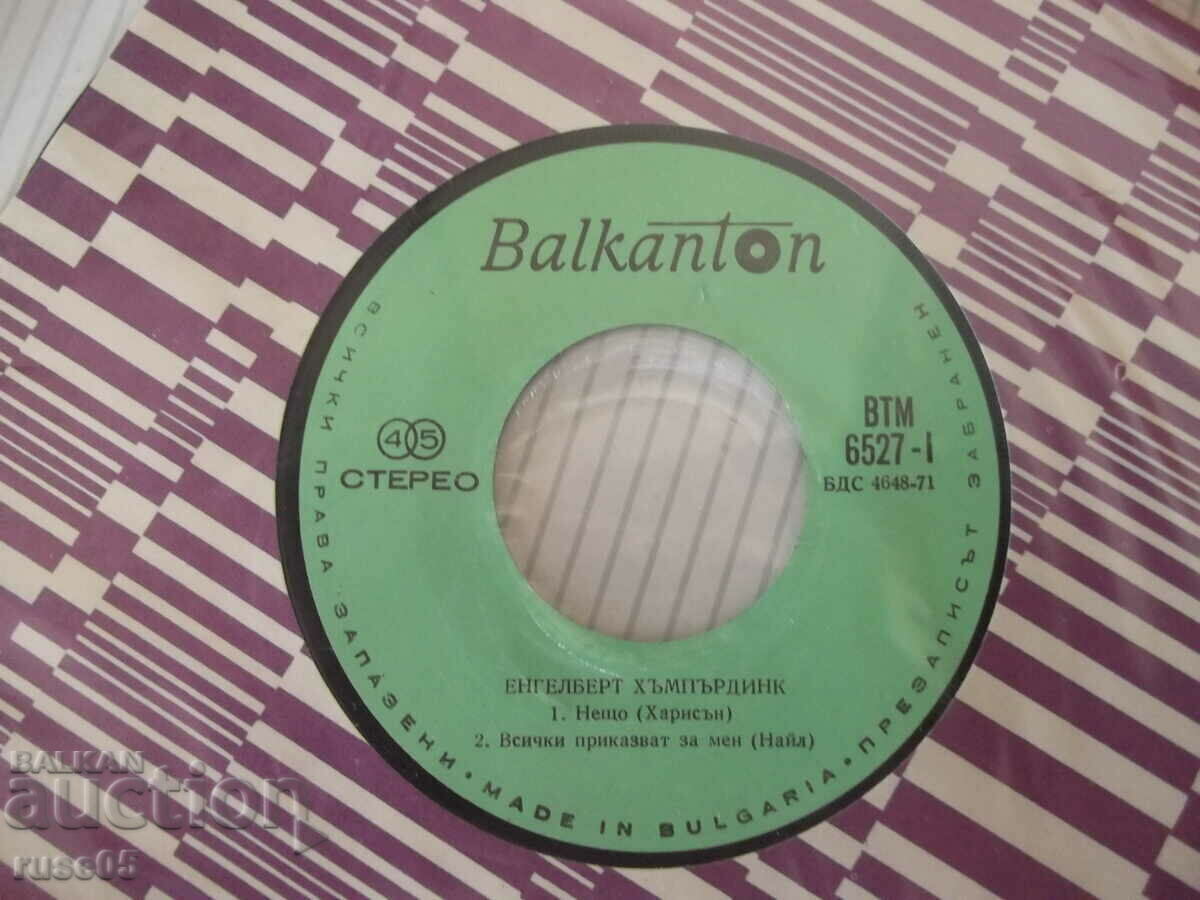 Balkanton
45
СТЕРЕО
ВТМ
6527-I
БДС 4648-71
ЕНГЕЛБЕРТ ХЪМПЪРДИНК
1. Нещо (Харисън)
2. Всички приказват за мен (Найл)
ВСИЧКИ ПРАВА ЗАПАЗЕНИ • MADE IN BULGARIA • ПРЕЗАПИСЪТ ЗАБРАНЕН
BALKAN
auction
ruse05